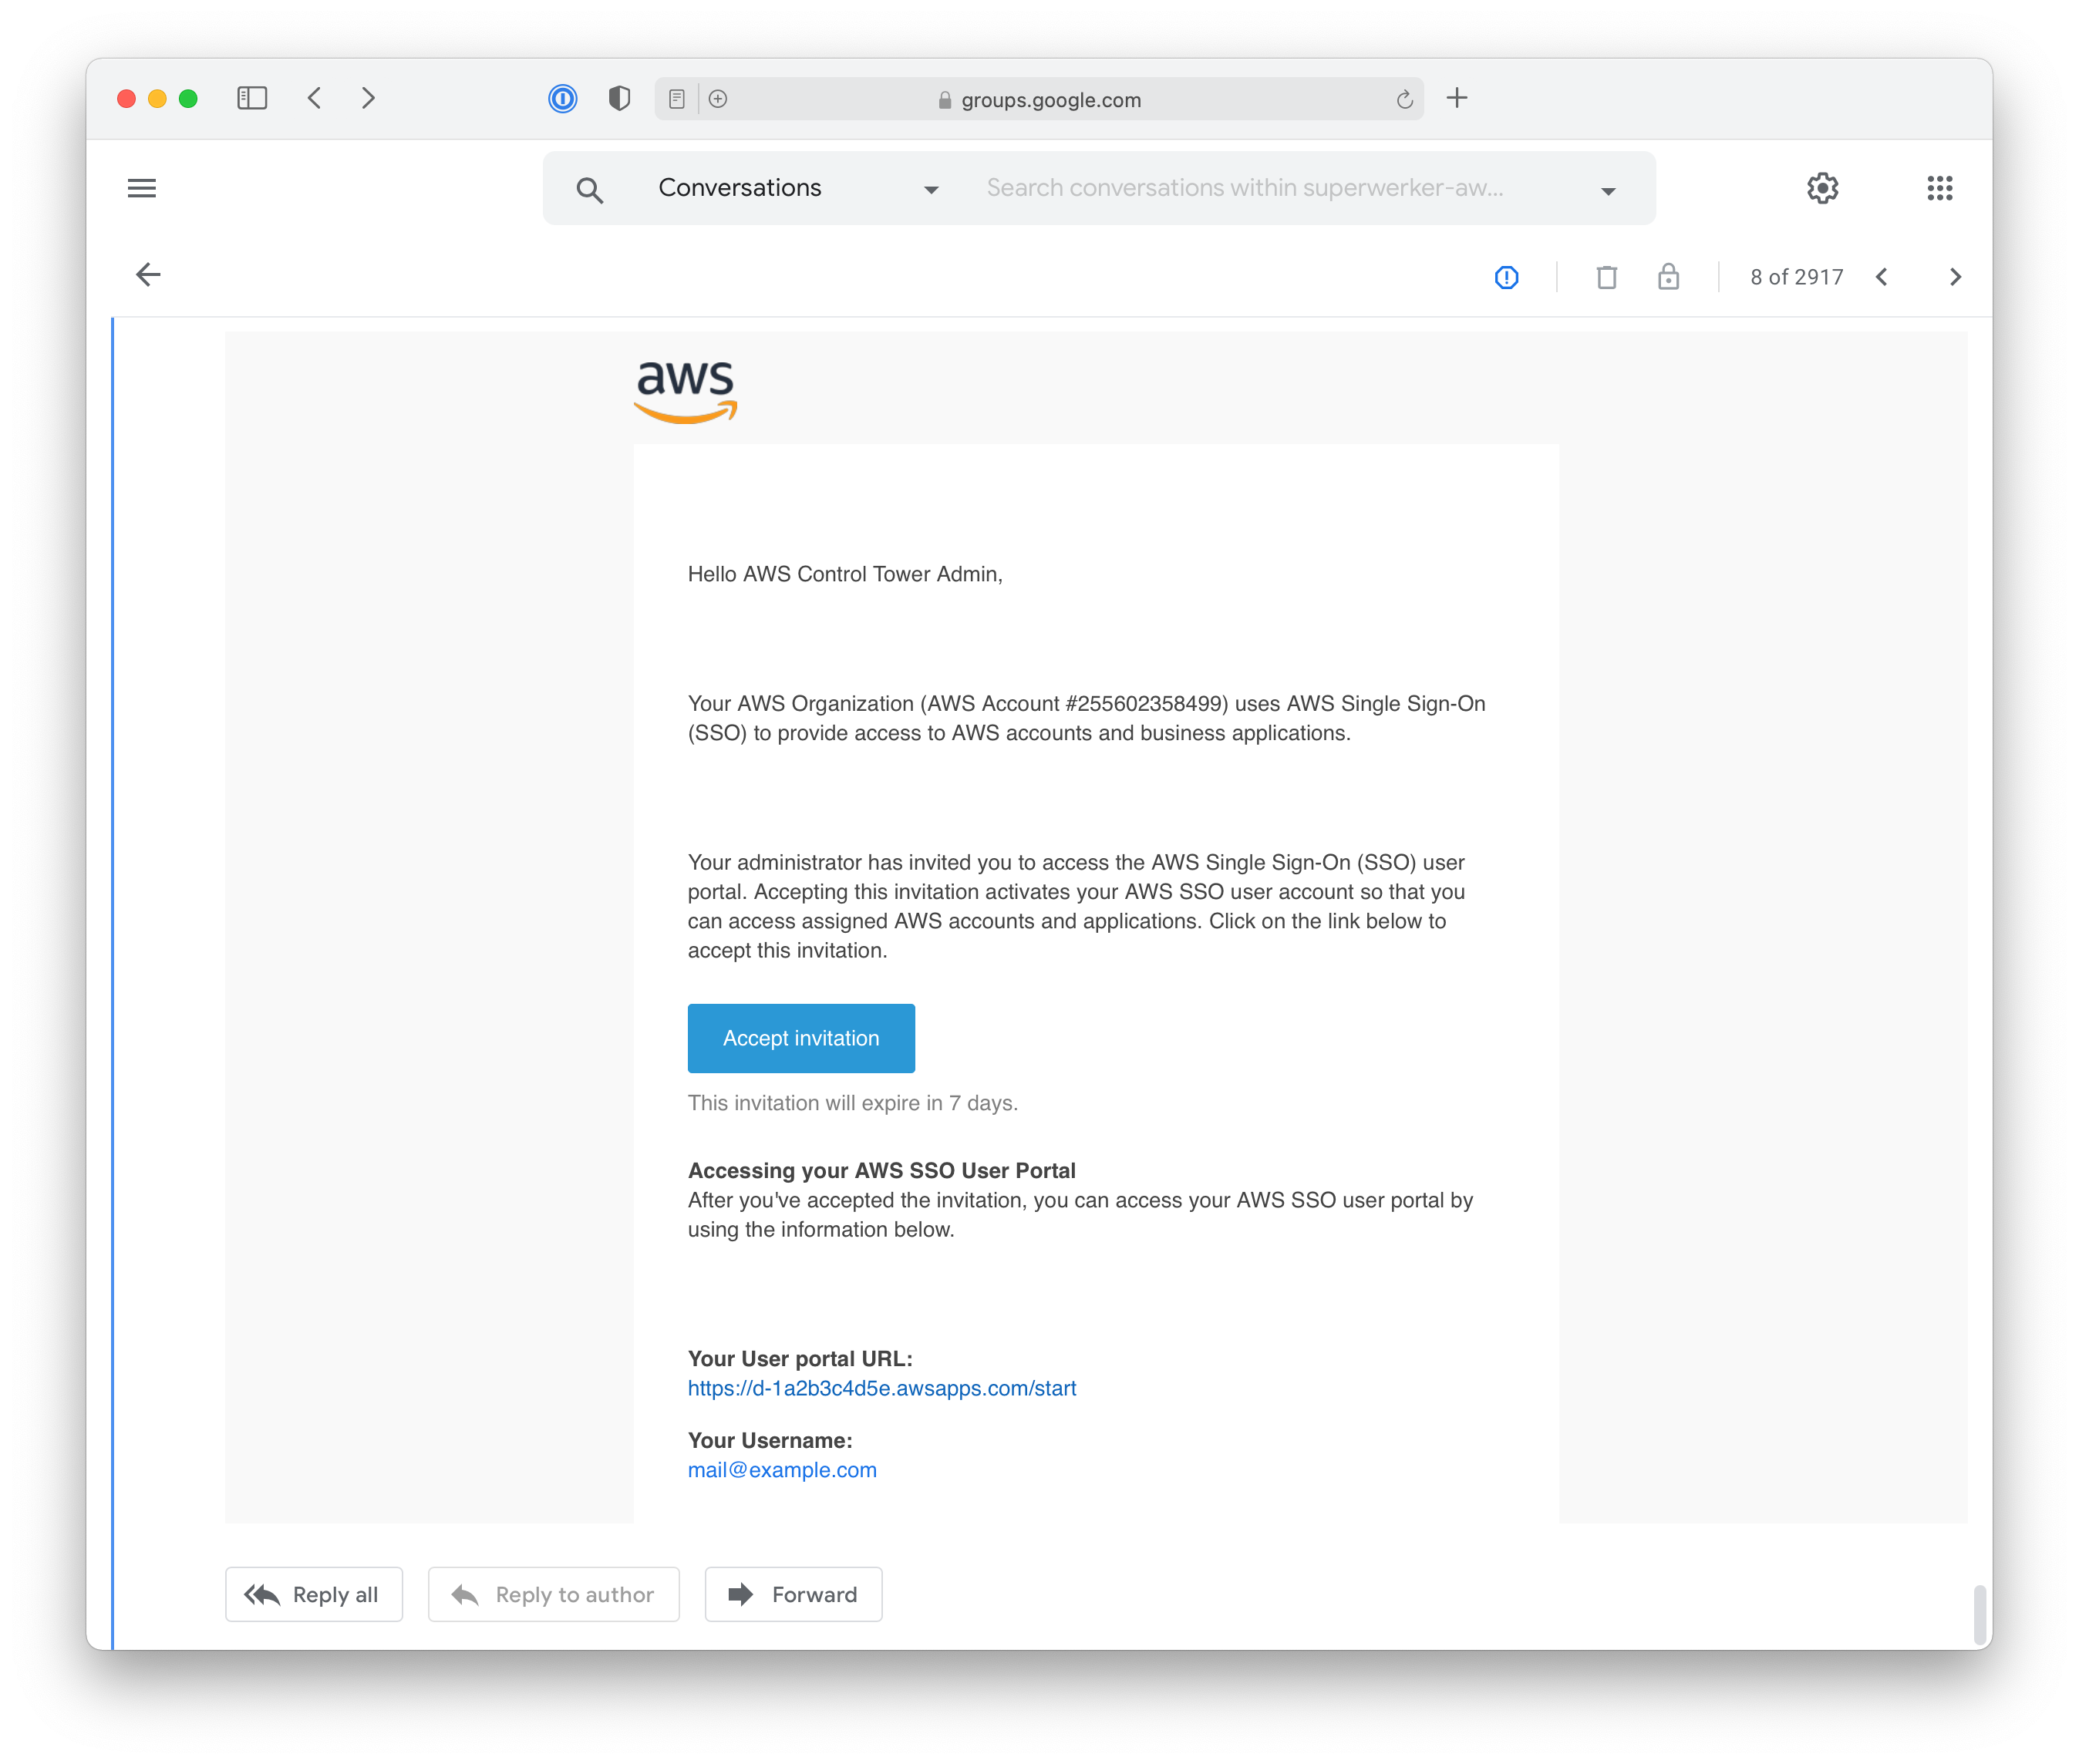 groups.google.com
Conversations
Search conversations within superwerker-aw...
8 of 2917
aws
Hello AWS Control Tower Admin,
Your AWS Organization (AWS Account #255602358499) uses AWS Single Sign-On
(SSO) to provide access to AWS accounts and business applications.
Your administrator has invited you to access the AWS Single Sign-On (SSO) user
portal. Accepting this invitation activates your AWS SSO user account so that you
can access assigned AWS accounts and applications. Click on the link below to
accept this invitation.
Accept invitation
This invitation will expire in 7 days.
Accessing your AWS SSO User Portal
After you've accepted the invitation, you can access your AWS SSO user portal by
using the information below.
Your User portal URL:
https://d-1a2b3c4d5e.awsapps.com/start
Your Username:
mail@example.com
Reply all
Reply to author
Forward